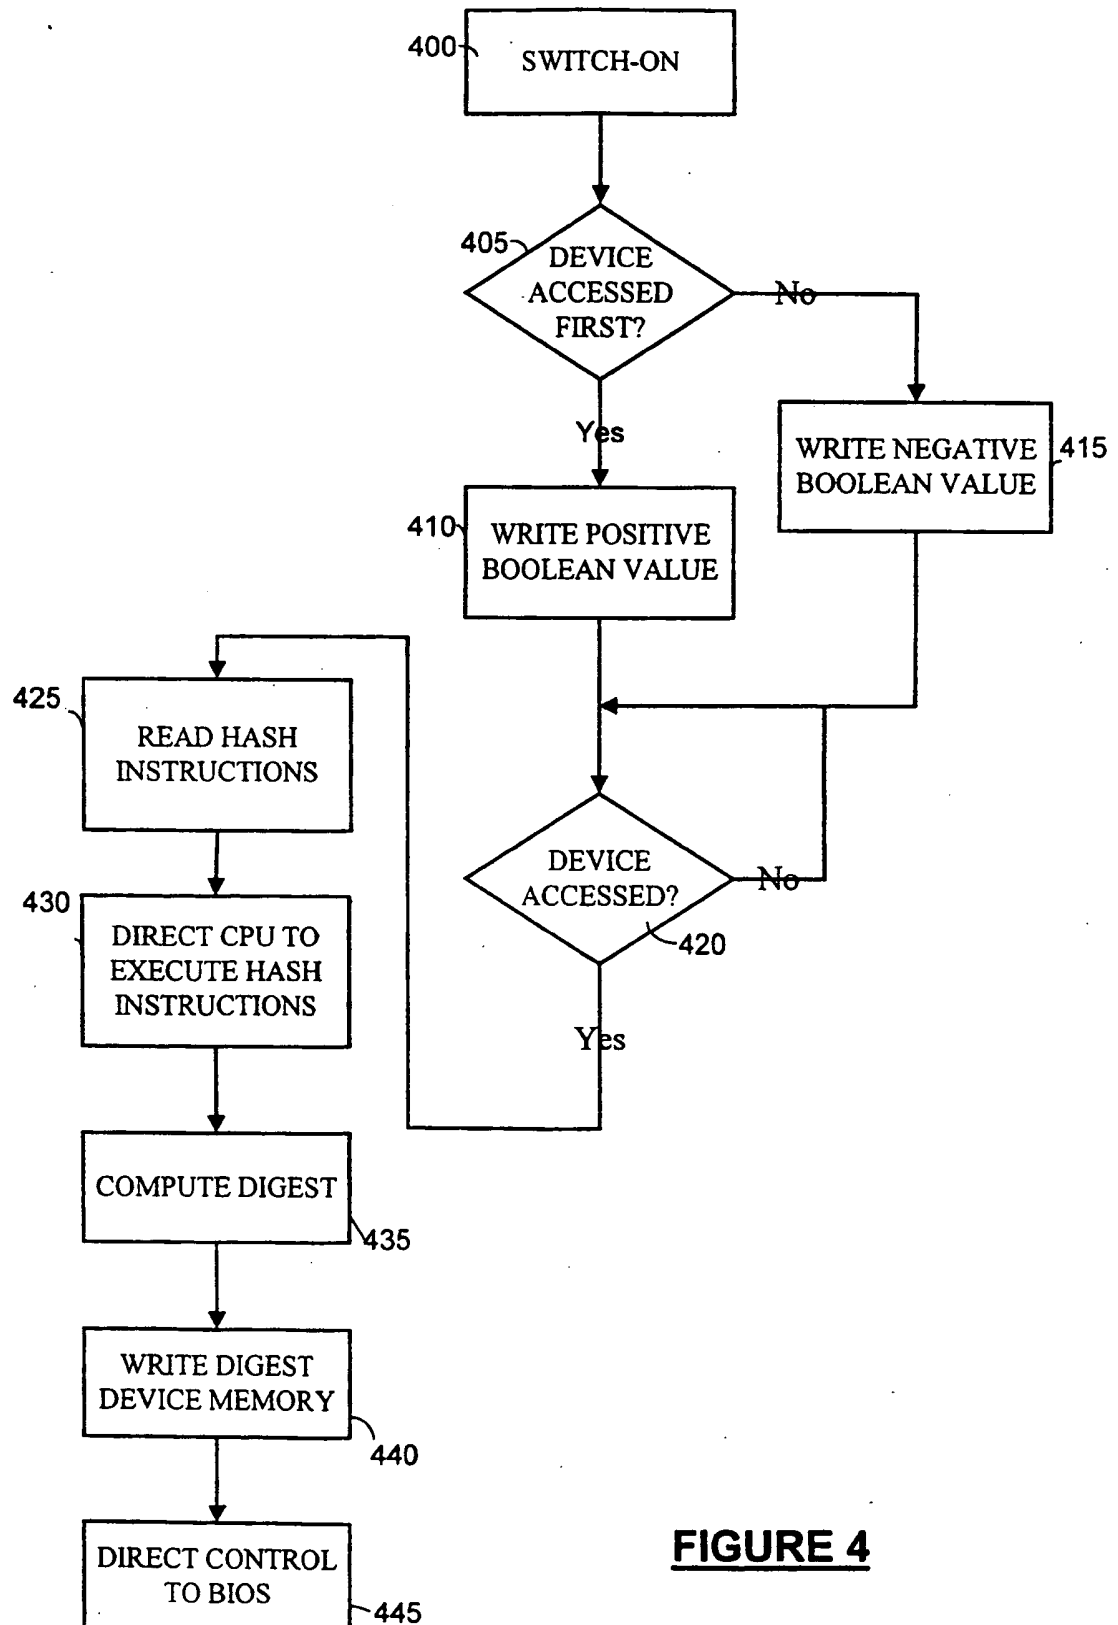 400
SWITCH-ON
405
DEVICE
ACCESSED
FIRST?
No
Yes
WRITE NEGATIVE
BOOLEAN VALUE
415
410
WRITE POSITIVE
BOOLEAN VALUE
425
READ HASH
INSTRUCTIONS
DEVICE
ACCESSED?
No
420
Yes
430
DIRECT CPU TO
EXECUTE HASH
INSTRUCTIONS
COMPUTE DIGEST
435
WRITE DIGEST
DEVICE MEMORY
440
DIRECT CONTROL
TO BIOS
445
FIGURE 4